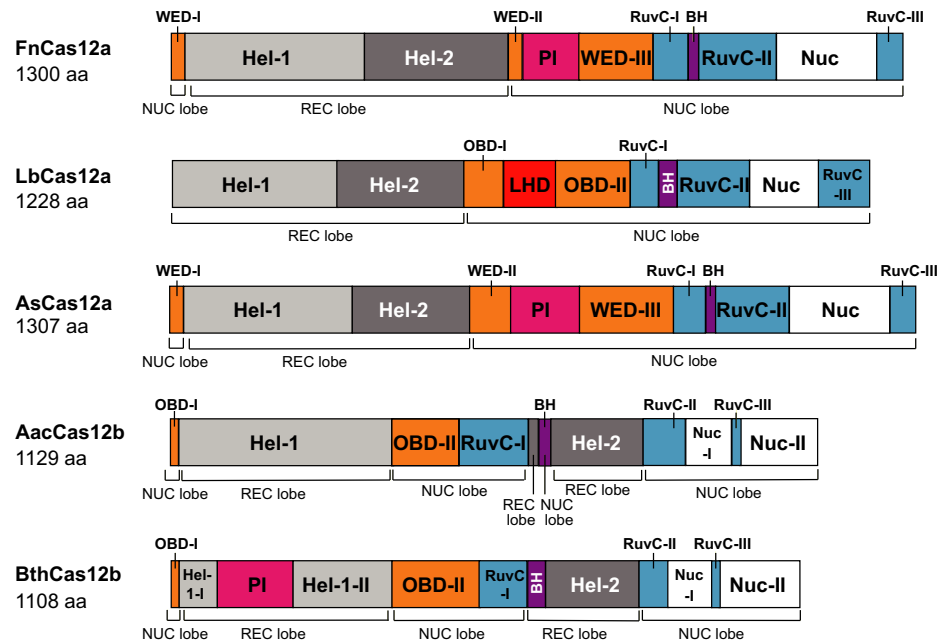 WED-I WED-II RuvC-I BH RuvC-III
FnCas12a
1300 aa
Hel-1 Hel-2 PI WED-III RuvC-II Nuc
NUC lobe REC lobe NUC lobe
OBD-I RuvC-I
LbCas12a
1228 aa
Hel-1 Hel-2 LHD OBD-II BH RuvC-II Nuc RuvC
-III
REC lobe NUC lobe
WED-I WED-II RuvC-I BH RuvC-III
AsCas12a
1307 aa
Hel-1 Hel-2 PI WED-III RuvC-II Nuc
NUC lobe REC lobe NUC lobe
OBD-I BH RuvC-II RuvC-III
AacCas12b
1129 aa
Hel-1 OBD-II RuvC-I Hel-2 Nuc
-I Nuc-II
NUC lobe REC lobe NUC lobe REC
lobe NUC
lobe REC lobe NUC lobe
OBD-I RuvC-II RuvC-III
BthCas12b
1108 aa
Hel-
1-I PI Hel-1-II OBD-II RuvC
-I BH Hel-2 Nuc
-I Nuc-II
NUC lobe REC lobe NUC lobe REC lobe NUC lobe